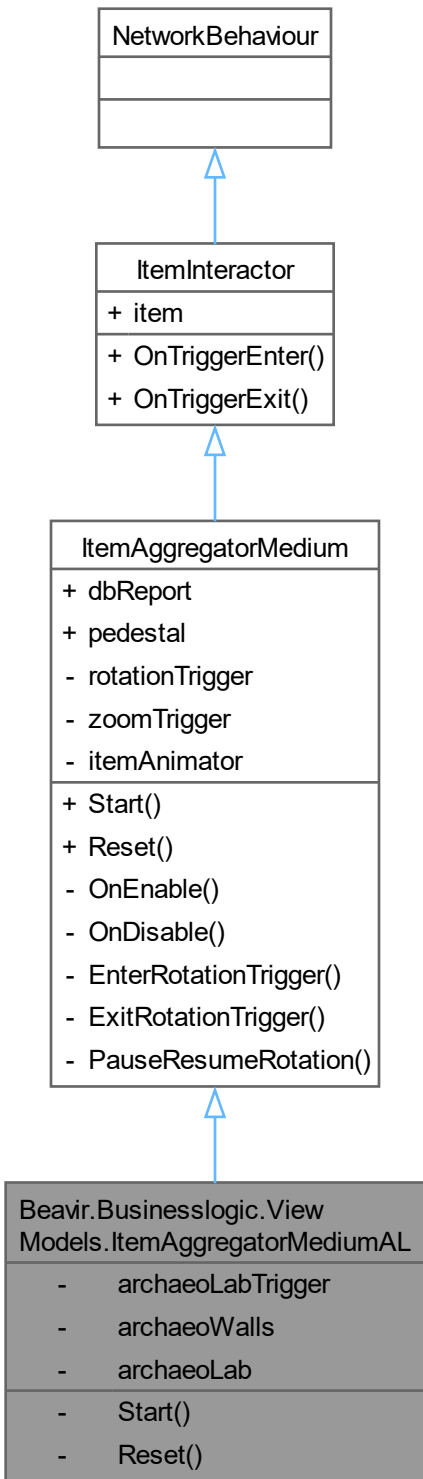 NetworkBehaviour
ItemInteractor
+ item
+ OnTriggerEnter()
+ OnTriggerExit()
ItemAggregatorMedium
+ dbReport
+ pedestal
- rotationTrigger
- zoomTrigger
- itemAnimator
+ Start()
+ Reset()
- OnEnable()
- OnDisable()
- EnterRotationTrigger()
- ExitRotationTrigger()
- PauseResumeRotation()
Beavir.Businesslogic.View
Models.ItemAggregatorMediumAL
- archaeoLabTrigger
- archaeoWalls
- archaeoLab
- Start()
- Reset()